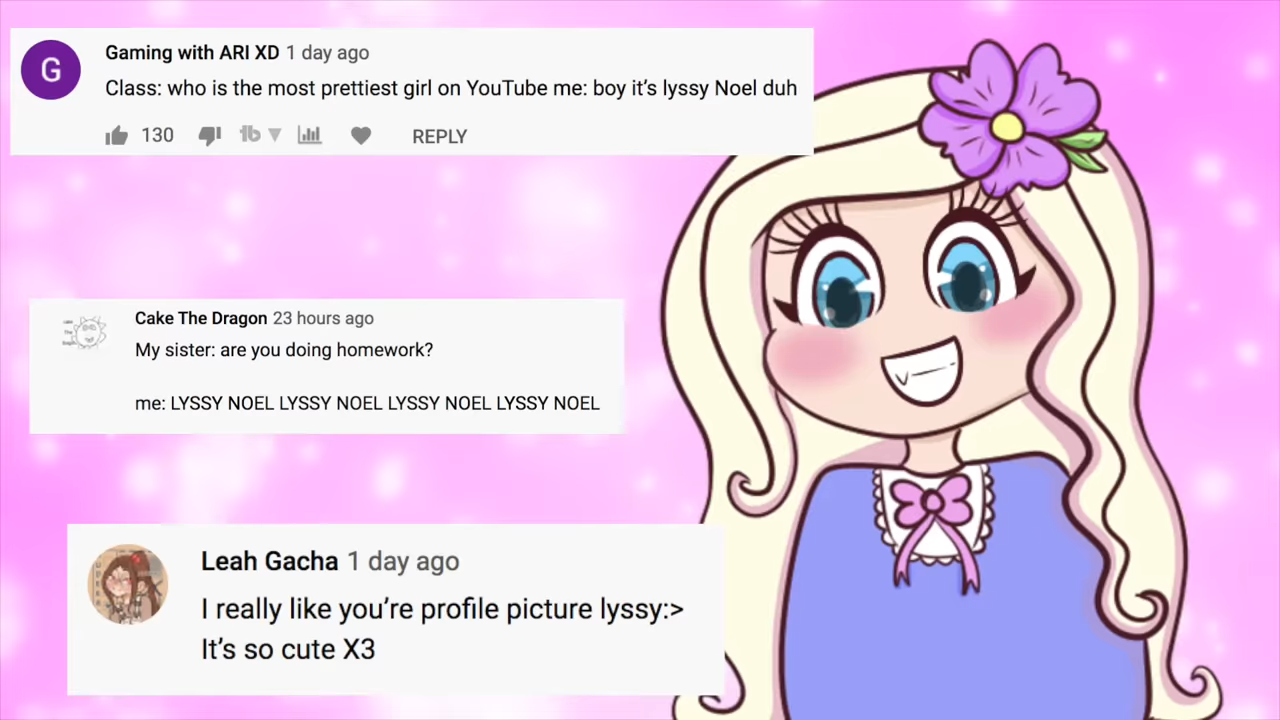 G
Gaming with ARI XD 1 day ago
Class: who is the most prettiest girl on YouTube me: boy it’s lyssy Noel duh
130
REPLY
Cake The Dragon 23 hours ago
My sister: are you doing homework?
me: LYSSY NOEL LYSSY NOEL LYSSY NOEL LYSSY NOEL
Leah Gacha 1 day ago
I really like you’re profile picture lyssy:>
It’s so cute X3